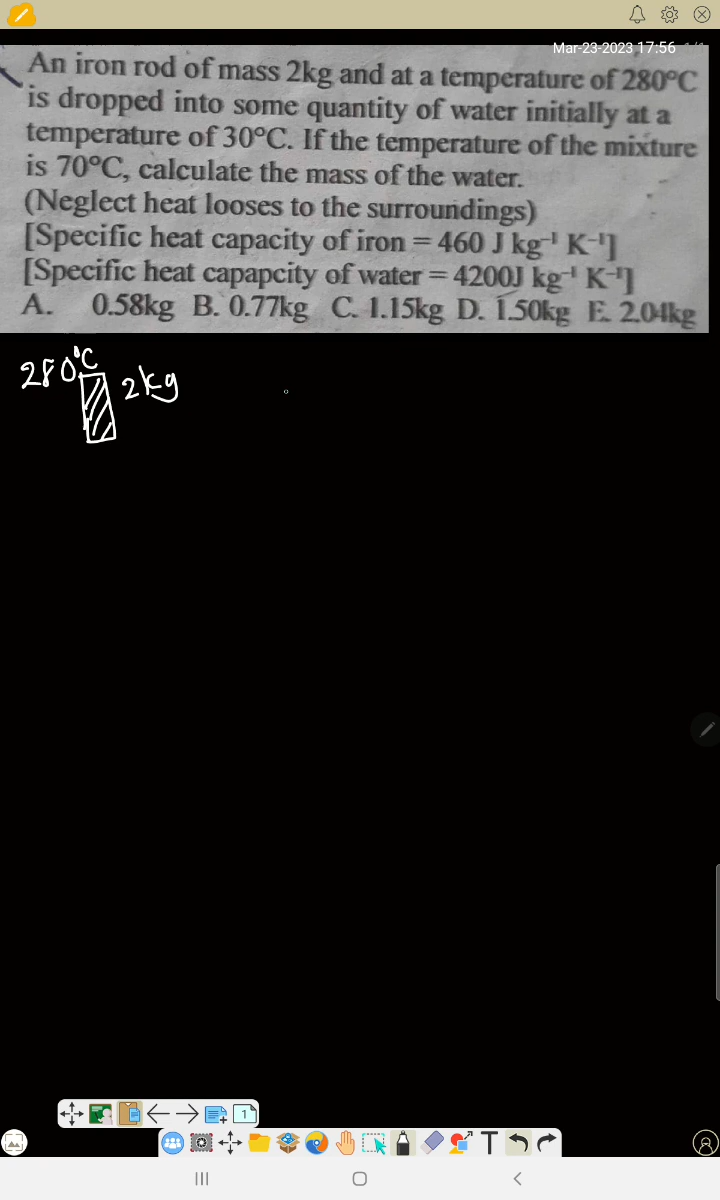 Mar-23-2023 17:56 1/1
An iron rod of mass 2kg and at a temperature of 280°C
is dropped into some quantity of water initially at a
temperature of 30°C. If the temperature of the mixture
is 70°C, calculate the mass of the water.
(Neglect heat looses to the surroundings)
[Specific heat capacity of iron = 460 J kg⁻¹ K⁻¹]
[Specific heat capapcity of water = 4200J kg⁻¹ K⁻¹]
A. 0.58kg B. 0.77kg C. 1.15kg D. 1.50kg E. 2.04kg
280°C 2kg
1
T